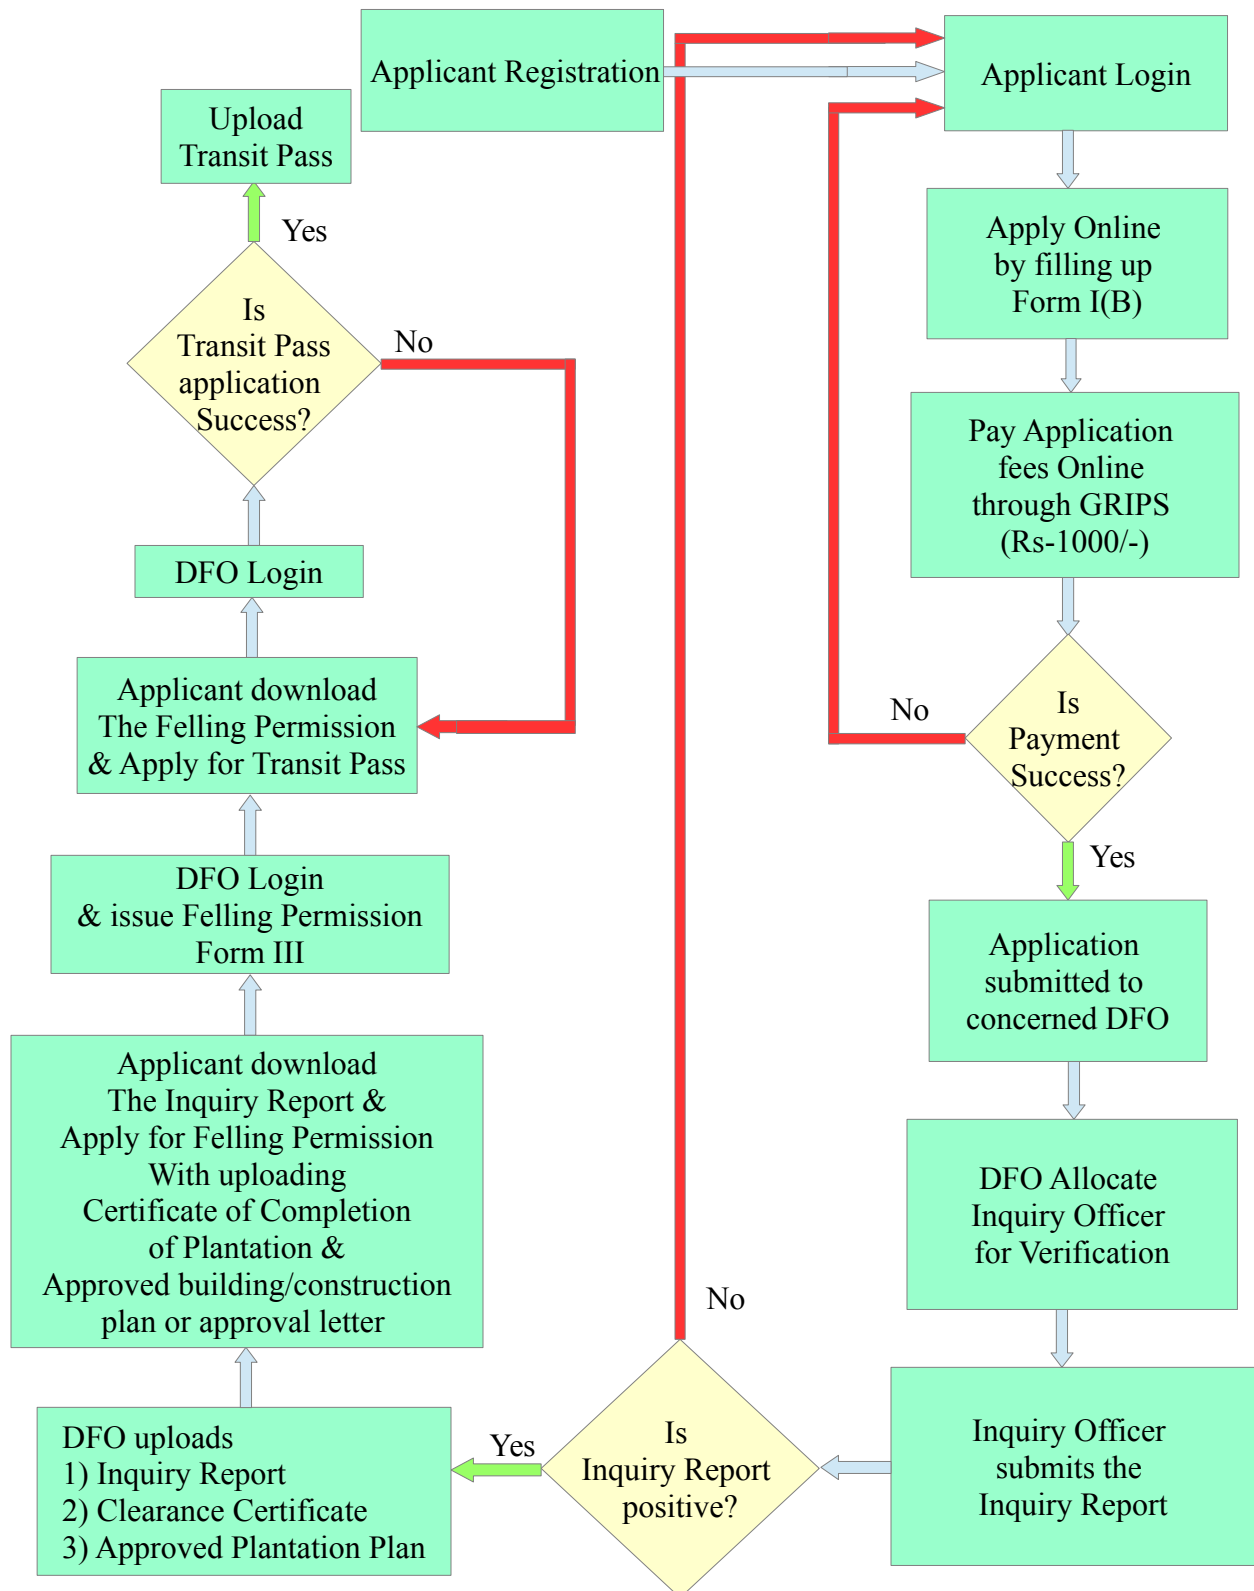 Applicant Registration
Applicant Login
Apply Online
by filling up
Form I(B)
Pay Application
fees Online
through GRIPS
(Rs-1000/-)
Is
Payment
Success?
No
Yes
Application
submitted to
concerned DFO
DFO Allocate
Inquiry Officer
for Verification
Inquiry Officer
submits the
Inquiry Report
Is
Inquiry Report
positive?
No
Yes
DFO uploads
1) Inquiry Report
2) Clearance Certificate
3) Approved Plantation Plan
Applicant download
The Inquiry Report &
Apply for Felling Permission
With uploading
Certificate of Completion
of Plantation &
Approved building/construction
plan or approval letter
DFO Login
& issue Felling Permission
Form III
Applicant download
The Felling Permission
& Apply for Transit Pass
DFO Login
Is
Transit Pass
application
Success?
No
Yes
Upload
Transit Pass